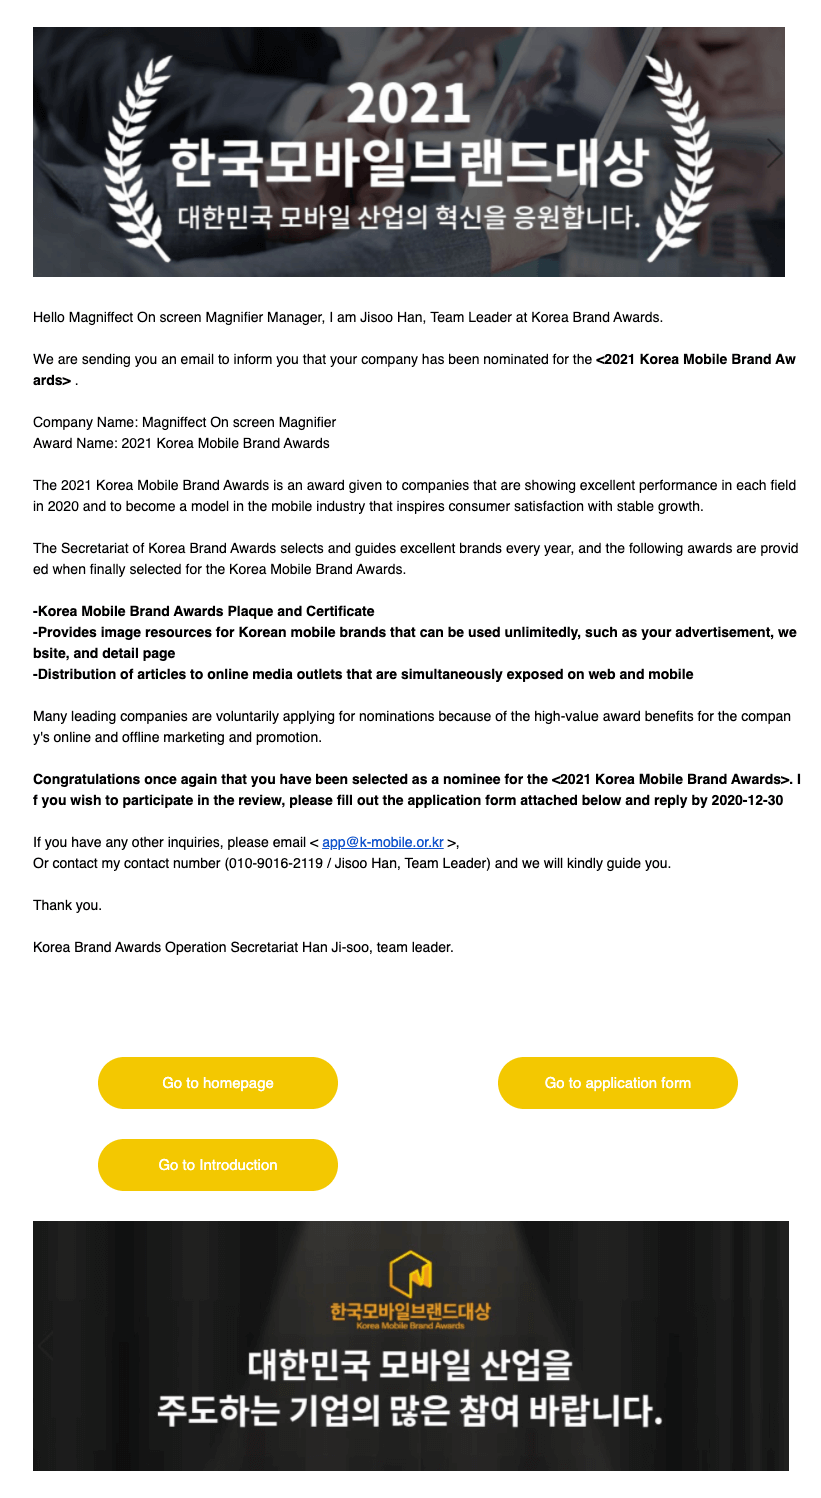 2021
한국모바일브랜드대상
대한민국 모바일 산업의 혁신을 응원합니다.
Hello Magniffect On screen Magnifier Manager, I am Jisoo Han, Team Leader at Korea Brand Awards.
We are sending you an email to inform you that your company has been nominated for the <2021 Korea Mobile Brand Aw
ards> .
Company Name: Magniffect On screen Magnifier
Award Name: 2021 Korea Mobile Brand Awards
The 2021 Korea Mobile Brand Awards is an award given to companies that are showing excellent performance in each field
in 2020 and to become a model in the mobile industry that inspires consumer satisfaction with stable growth.
The Secretariat of Korea Brand Awards selects and guides excellent brands every year, and the following awards are provid
ed when finally selected for the Korea Mobile Brand Awards.
-Korea Mobile Brand Awards Plaque and Certificate
-Provides image resources for Korean mobile brands that can be used unlimitedly, such as your advertisement, we
bsite, and detail page
-Distribution of articles to online media outlets that are simultaneously exposed on web and mobile
Many leading companies are voluntarily applying for nominations because of the high-value award benefits for the compan
y's online and offline marketing and promotion.
Congratulations once again that you have been selected as a nominee for the <2021 Korea Mobile Brand Awards>. I
f you wish to participate in the review, please fill out the application form attached below and reply by 2020-12-30
If you have any other inquiries, please email < app@k-mobile.or.kr >,
Or contact my contact number (010-9016-2119 / Jisoo Han, Team Leader) and we will kindly guide you.
Thank you.
Korea Brand Awards Operation Secretariat Han Ji-soo, team leader.
Go to homepage
Go to application form
Go to Introduction
한국모바일브랜드대상
Korea Mobile Brand Awards
대한민국 모바일 산업을
주도하는 기업의 많은 참여 바랍니다.